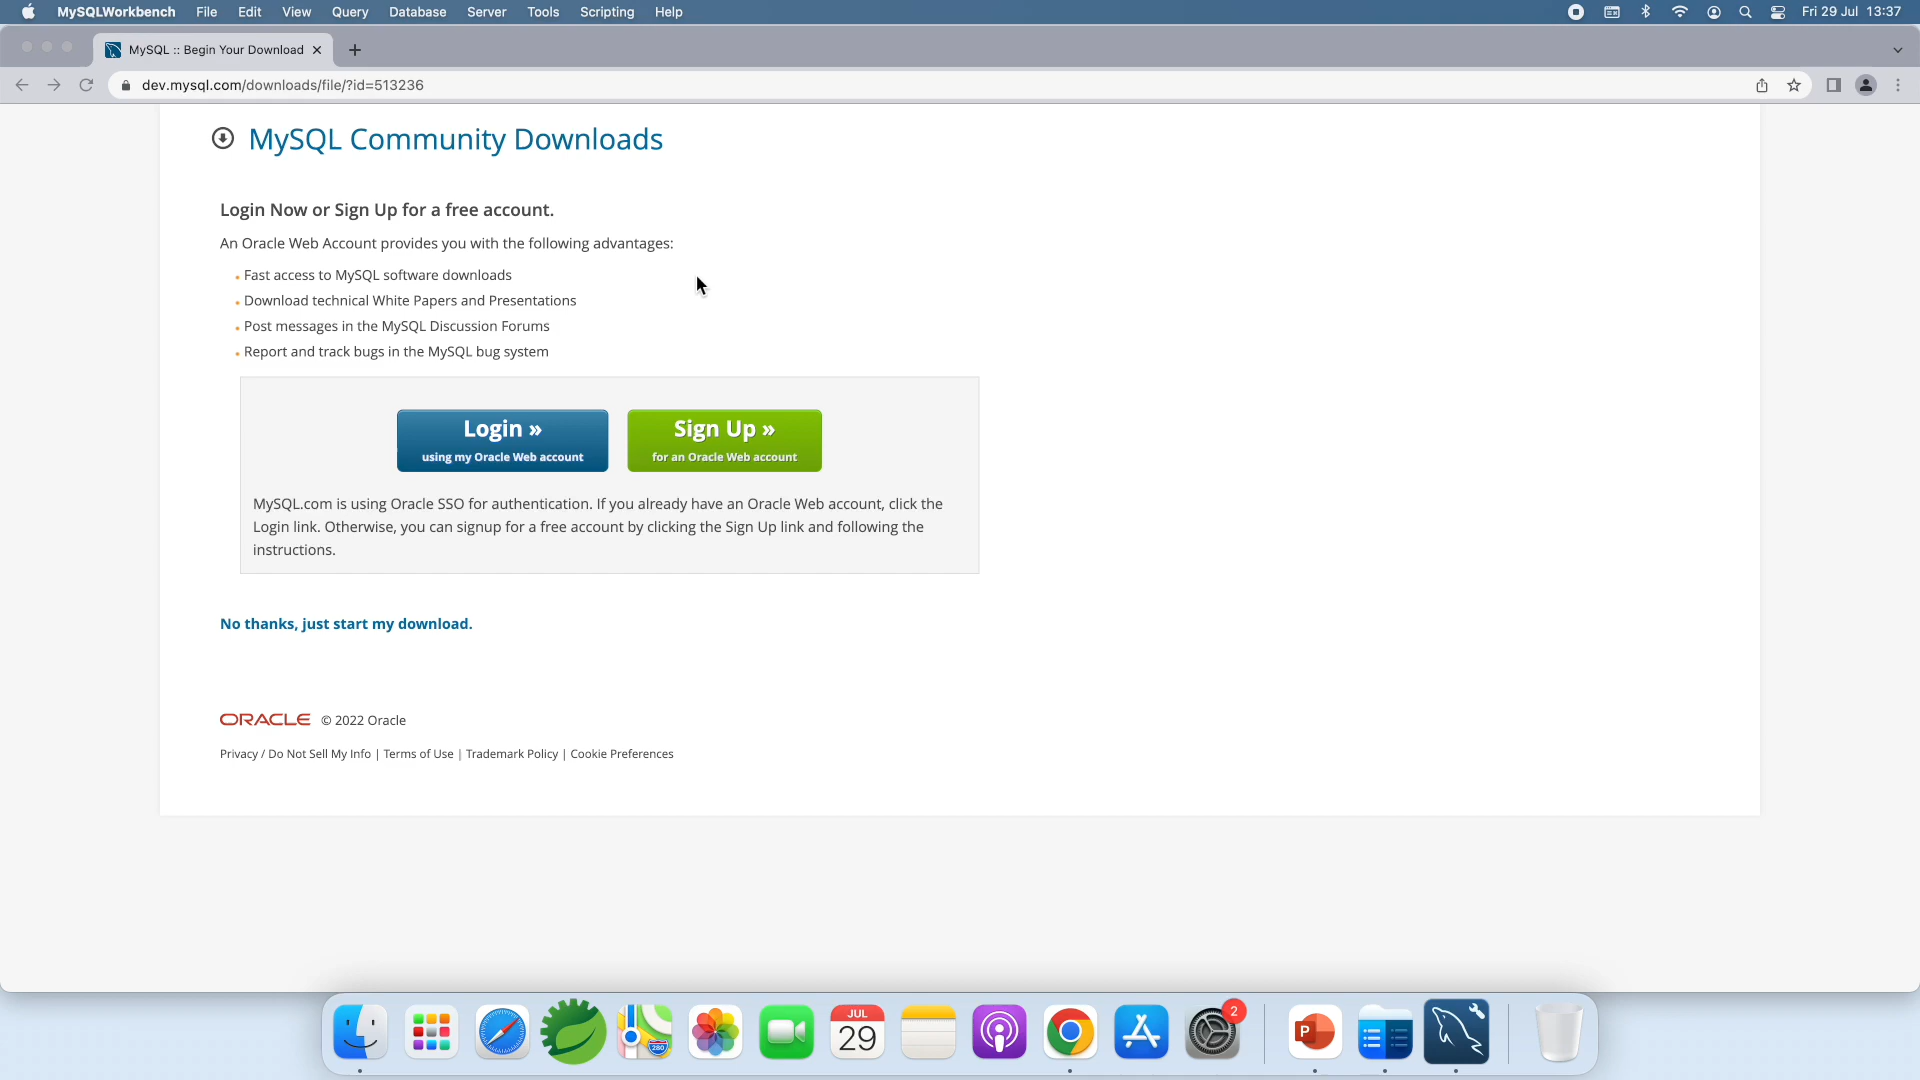 MySQLWorkbench File Edit View Query Database Server Tools Scripting Help Fri 29 Jul 13:37
MySQL :: Begin Your Download
dev.mysql.com/downloads/file/?id=513236
MySQL Community Downloads
Login Now or Sign Up for a free account.
An Oracle Web Account provides you with the following advantages:
Fast access to MySQL software downloads
Download technical White Papers and Presentations
Post messages in the MySQL Discussion Forums
Report and track bugs in the MySQL bug system
Login » Sign Up »
using my Oracle Web account for an Oracle Web account
MySQL.com is using Oracle SSO for authentication. If you already have an Oracle Web account, click the
Login link. Otherwise, you can signup for a free account by clicking the Sign Up link and following the
instructions.
No thanks, just start my download.
ORACLE © 2022 Oracle
Privacy / Do Not Sell My Info | Terms of Use | Trademark Policy | Cookie Preferences
JUL 2
29 280 P